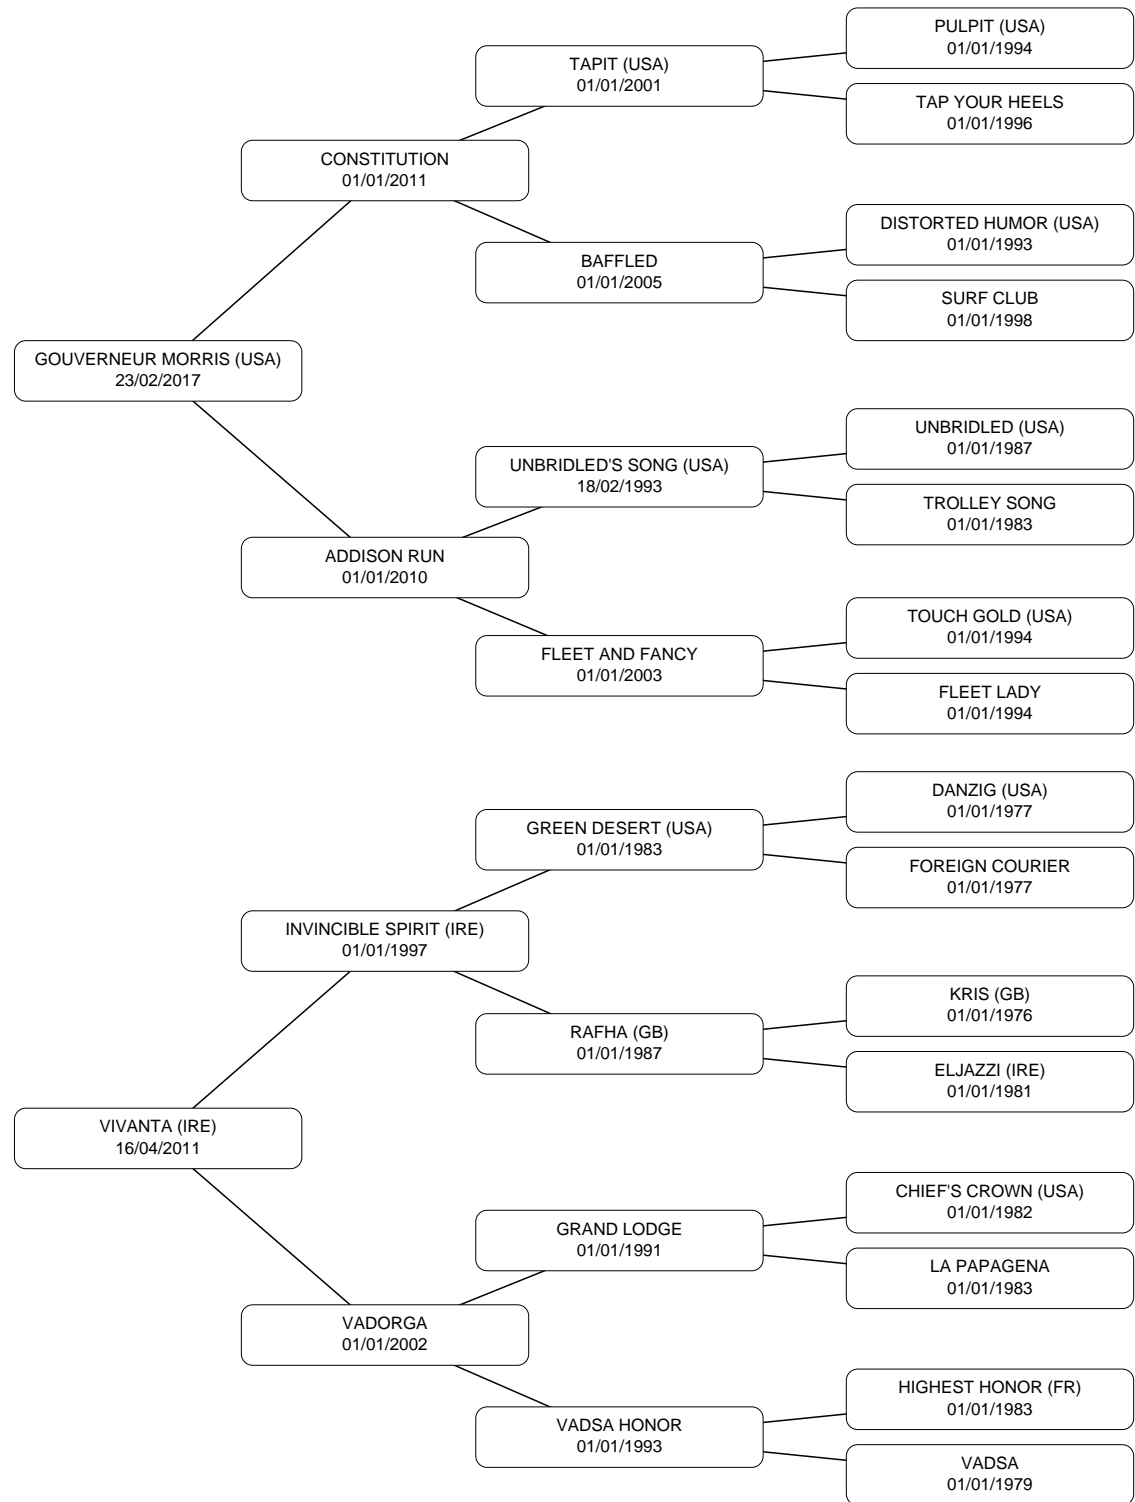 PULPIT (USA)
01/01/1994
TAPIT (USA)
01/01/2001
TAP YOUR HEELS
01/01/1996
CONSTITUTION
01/01/2011
DISTORTED HUMOR (USA)
01/01/1993
BAFFLED
01/01/2005
SURF CLUB
01/01/1998
GOUVERNEUR MORRIS (USA)
23/02/2017
UNBRIDLED (USA)
01/01/1987
UNBRIDLED'S SONG (USA)
18/02/1993
TROLLEY SONG
01/01/1983
ADDISON RUN
01/01/2010
TOUCH GOLD (USA)
01/01/1994
FLEET AND FANCY
01/01/2003
FLEET LADY
01/01/1994
DANZIG (USA)
01/01/1977
GREEN DESERT (USA)
01/01/1983
FOREIGN COURIER
01/01/1977
INVINCIBLE SPIRIT (IRE)
01/01/1997
KRIS (GB)
01/01/1976
RAFHA (GB)
01/01/1987
ELJAZZI (IRE)
01/01/1981
VIVANTA (IRE)
16/04/2011
CHIEF'S CROWN (USA)
01/01/1982
GRAND LODGE
01/01/1991
LA PAPAGENA
01/01/1983
VADORGA
01/01/2002
HIGHEST HONOR (FR)
01/01/1983
VADSA HONOR
01/01/1993
VADSA
01/01/1979